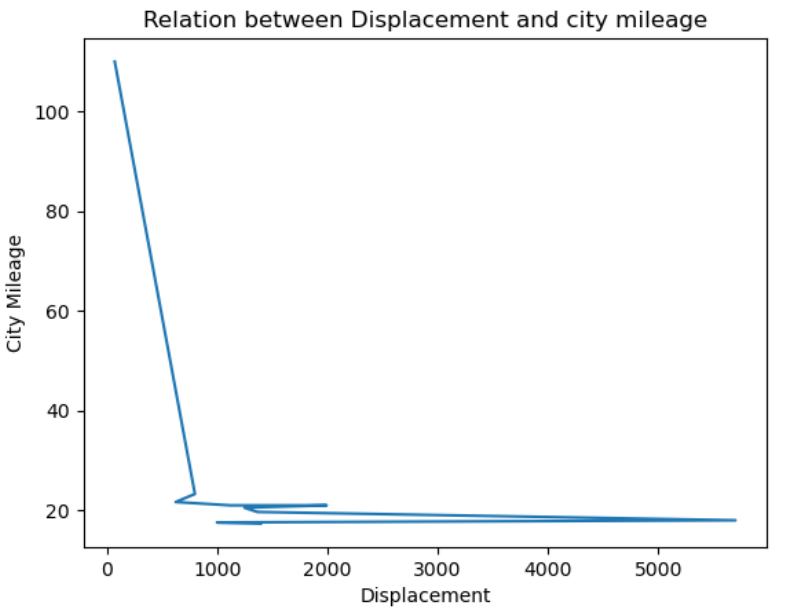 Relation between Displacement and city mileage
100
80
60
40
20
City Mileage
0 1000 2000 3000 4000 5000
Displacement